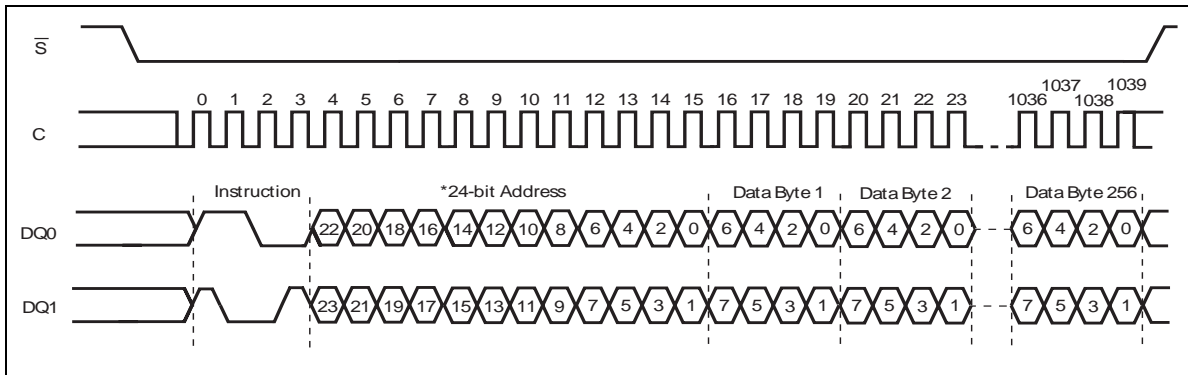 S
0 1 2 3 4 5 6 7 8 9 10 11 12 13 14 15 16 17 18 19 20 21 22 23 1036 1037 1038 1039
C
Instruction *24-bit Address Data Byte 1 Data Byte 2 Data Byte 256
DQ0 22 20 18 16 14 12 10 8 6 4 2 0 6 4 2 0 6 4 2 0 6 4 2 0
DQ1 23 21 19 17 15 13 11 9 7 5 3 1 7 5 3 1 7 5 3 1 7 5 3 1